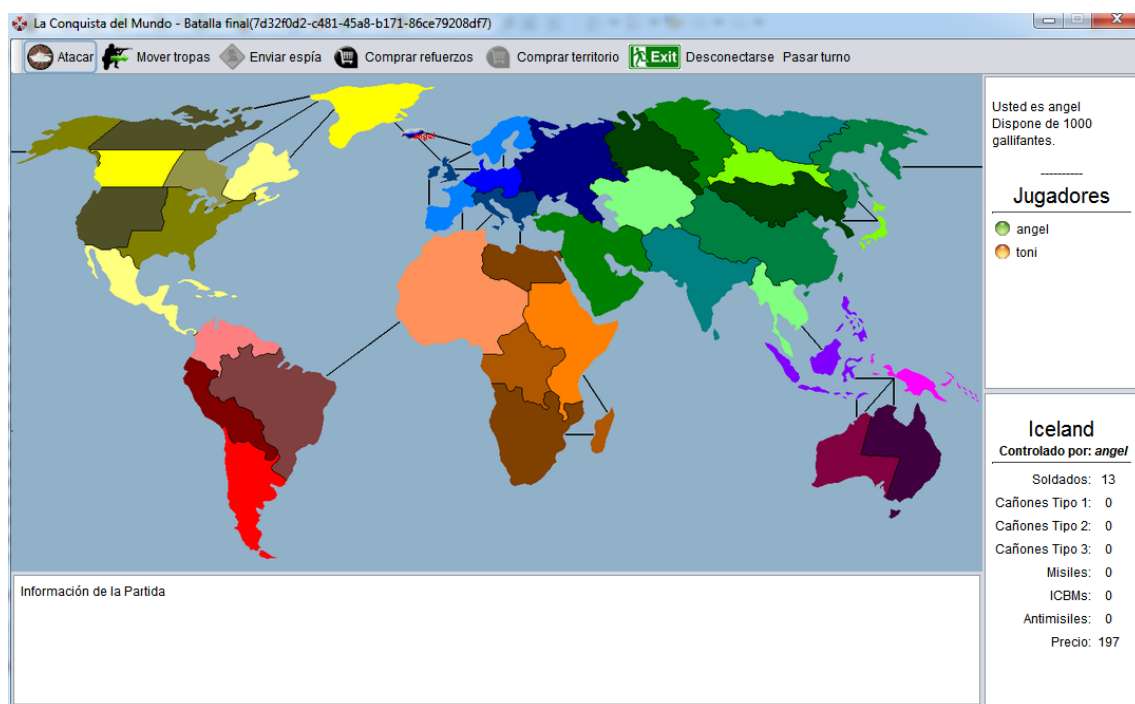 La Conquista del Mundo - Batalla final(7d32f0d2-c481-45a8-b171-86ce79208df7)
Atacar Mover tropas Enviar espía Comprar refuerzos Comprar territorio Exit Desconectarse Pasar turno
angel
Usted es angel
Dispone de 1000
gallifantes.
----------
Jugadores
angel
toni
Iceland
Controlado por: angel
Soldados: 13
Cañones Tipo 1: 0
Cañones Tipo 2: 0
Cañones Tipo 3: 0
Misiles: 0
ICBMs: 0
Antimisiles: 0
Precio: 197
Información de la Partida